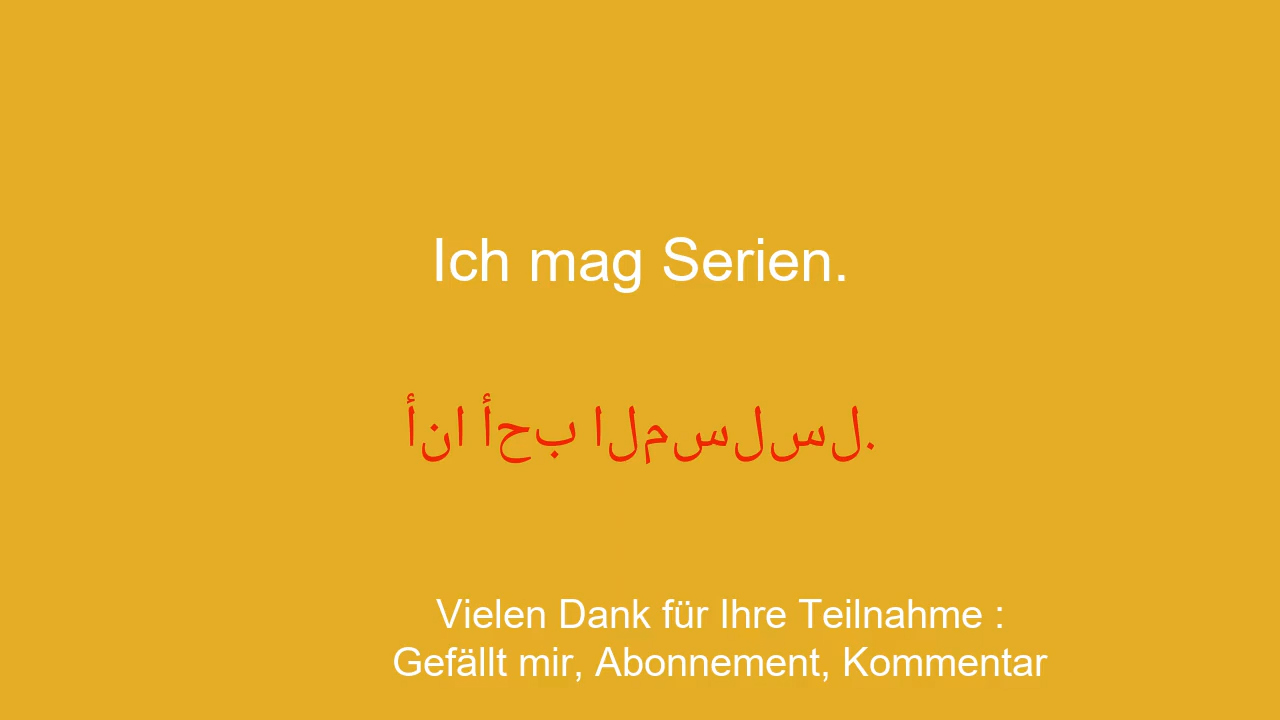 Ich mag Serien.
أنا أحب المسلسل.
Vielen Dank für Ihre Teilnahme :
Gefällt mir, Abonnement, Kommentar